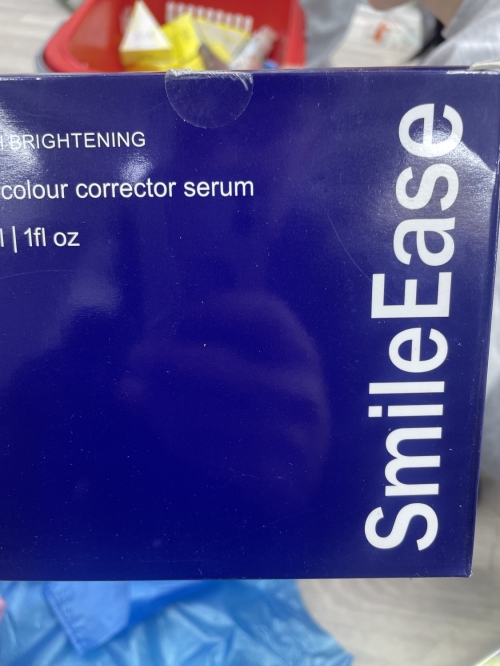 BRIGHTENING
colour corrector serum
| 1fl oz
SmileEase